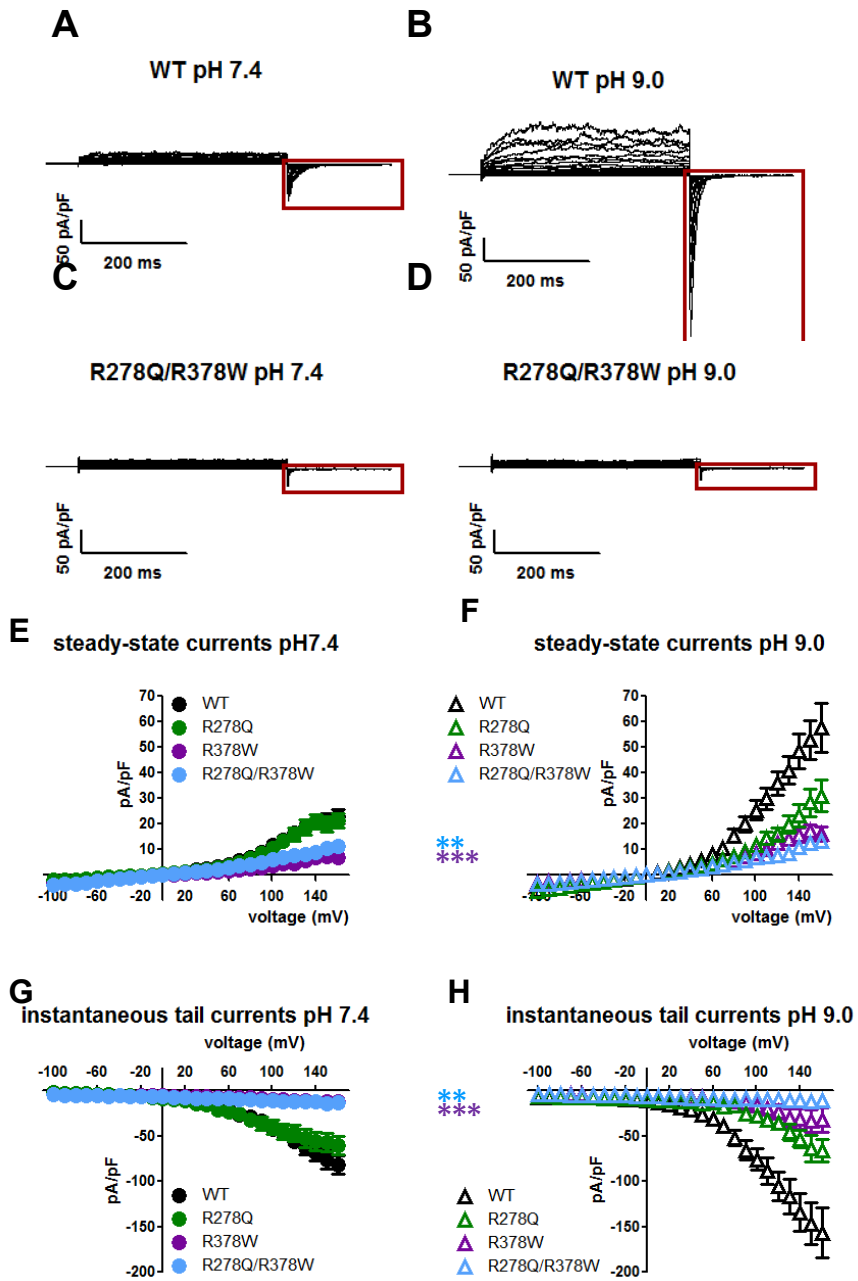 A
B
WT pH 7.4
WT pH 9.0
50 pA/pF
200 ms
50 pA/pF
200 ms
C
D
R278Q/R378W pH 7.4
R278Q/R378W pH 9.0
50 pA/pF
200 ms
50 pA/pF
200 ms
E
steady-state currents pH7.4
70
60
50
40
30
20
10
pA/pF
WT
R278Q
R378W
R278Q/R378W
-100
-60
-20
20
60
100
140
voltage (mV)
**
***
F
steady-state currents pH 9.0
WT
R278Q
R378W
R278Q/R378W
70
60
50
40
30
20
10
pA/pF
-100
-60
-20
20
60
100
140
voltage (mV)
G
instantaneous tail currents pH 7.4
voltage (mV)
-100
-60
-20
20
60
100
140
-50
-100
-150
-200
pA/pF
WT
R278Q
R378W
R278Q/R378W
**
***
H
instantaneous tail currents pH 9.0
voltage (mV)
-100
-60
-20
20
60
100
140
-50
-100
-150
-200
pA/pF
WT
R278Q
R378W
R278Q/R378W